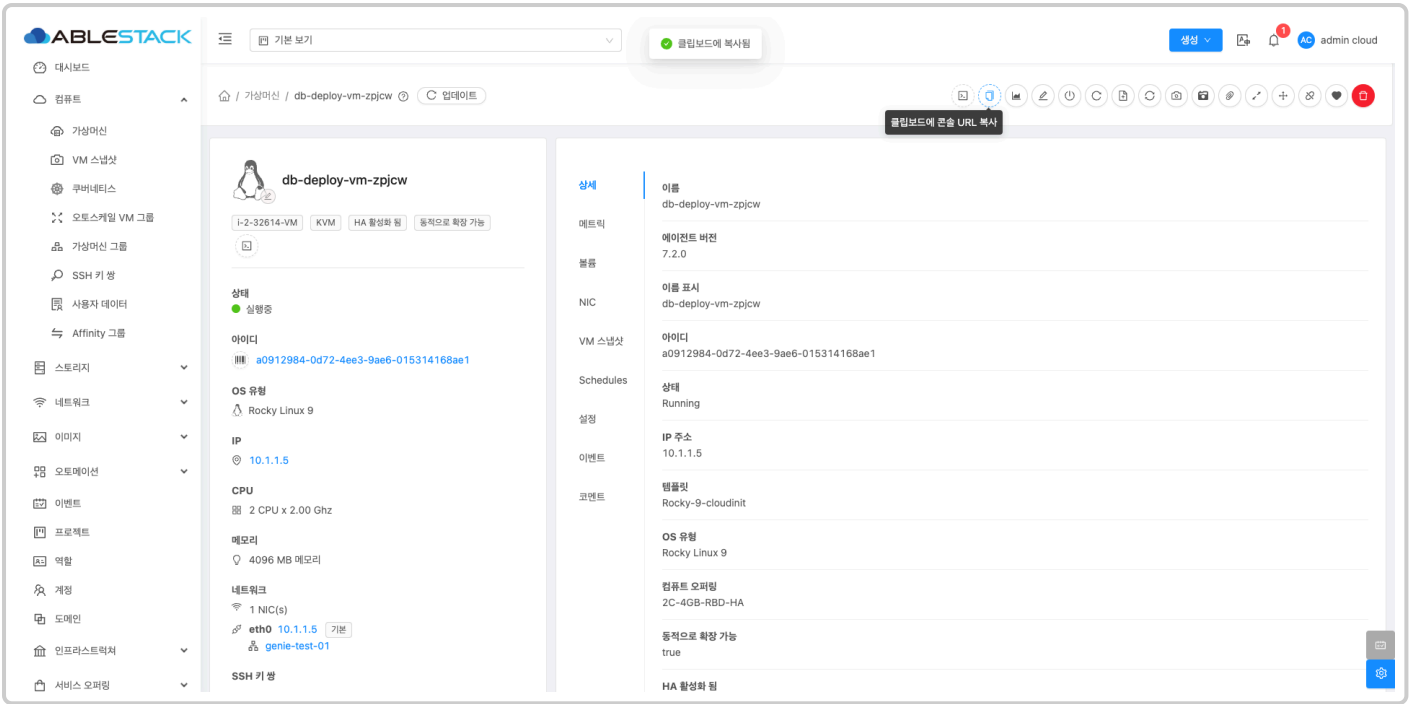 ABLESTACK
기본 보기
클립보드에 복사됨
생성
1
AC
admin cloud
대시보드
컴퓨트
가상머신
VM 스냅샷
쿠버네티스
오토스케일 VM 그룹
가상머신 그룹
SSH 키 쌍
사용자 데이터
Affinity 그룹
스토리지
네트워크
이미지
오토메이션
이벤트
프로젝트
역할
계정
도메인
인프라스트럭쳐
서비스 오퍼링
/ 가상머신 / db-deploy-vm-zpjcw
업데이트
클립보드에 콘솔 URL 복사
db-deploy-vm-zpjcw
i-2-32614-VM KVM HA 활성화 됨 동적으로 확장 가능
상태
실행중
아이디
a0912984-0d72-4ee3-9ae6-015314168ae1
OS 유형
Rocky Linux 9
IP
10.1.1.5
CPU
2 CPU x 2.00 Ghz
메모리
4096 MB 메모리
네트워크
1 NIC(s)
eth0 10.1.1.5 기본
genie-test-01
SSH 키 쌍
상세
메트릭
볼륨
NIC
VM 스냅샷
Schedules
설정
이벤트
코멘트
이름
db-deploy-vm-zpjcw
에이전트 버전
7.2.0
이름 표시
db-deploy-vm-zpjcw
아이디
a0912984-0d72-4ee3-9ae6-015314168ae1
상태
Running
IP 주소
10.1.1.5
템플릿
Rocky-9-cloudinit
OS 유형
Rocky Linux 9
컴퓨트 오퍼링
2C-4GB-RBD-HA
동적으로 확장 가능
true
HA 활성화 됨